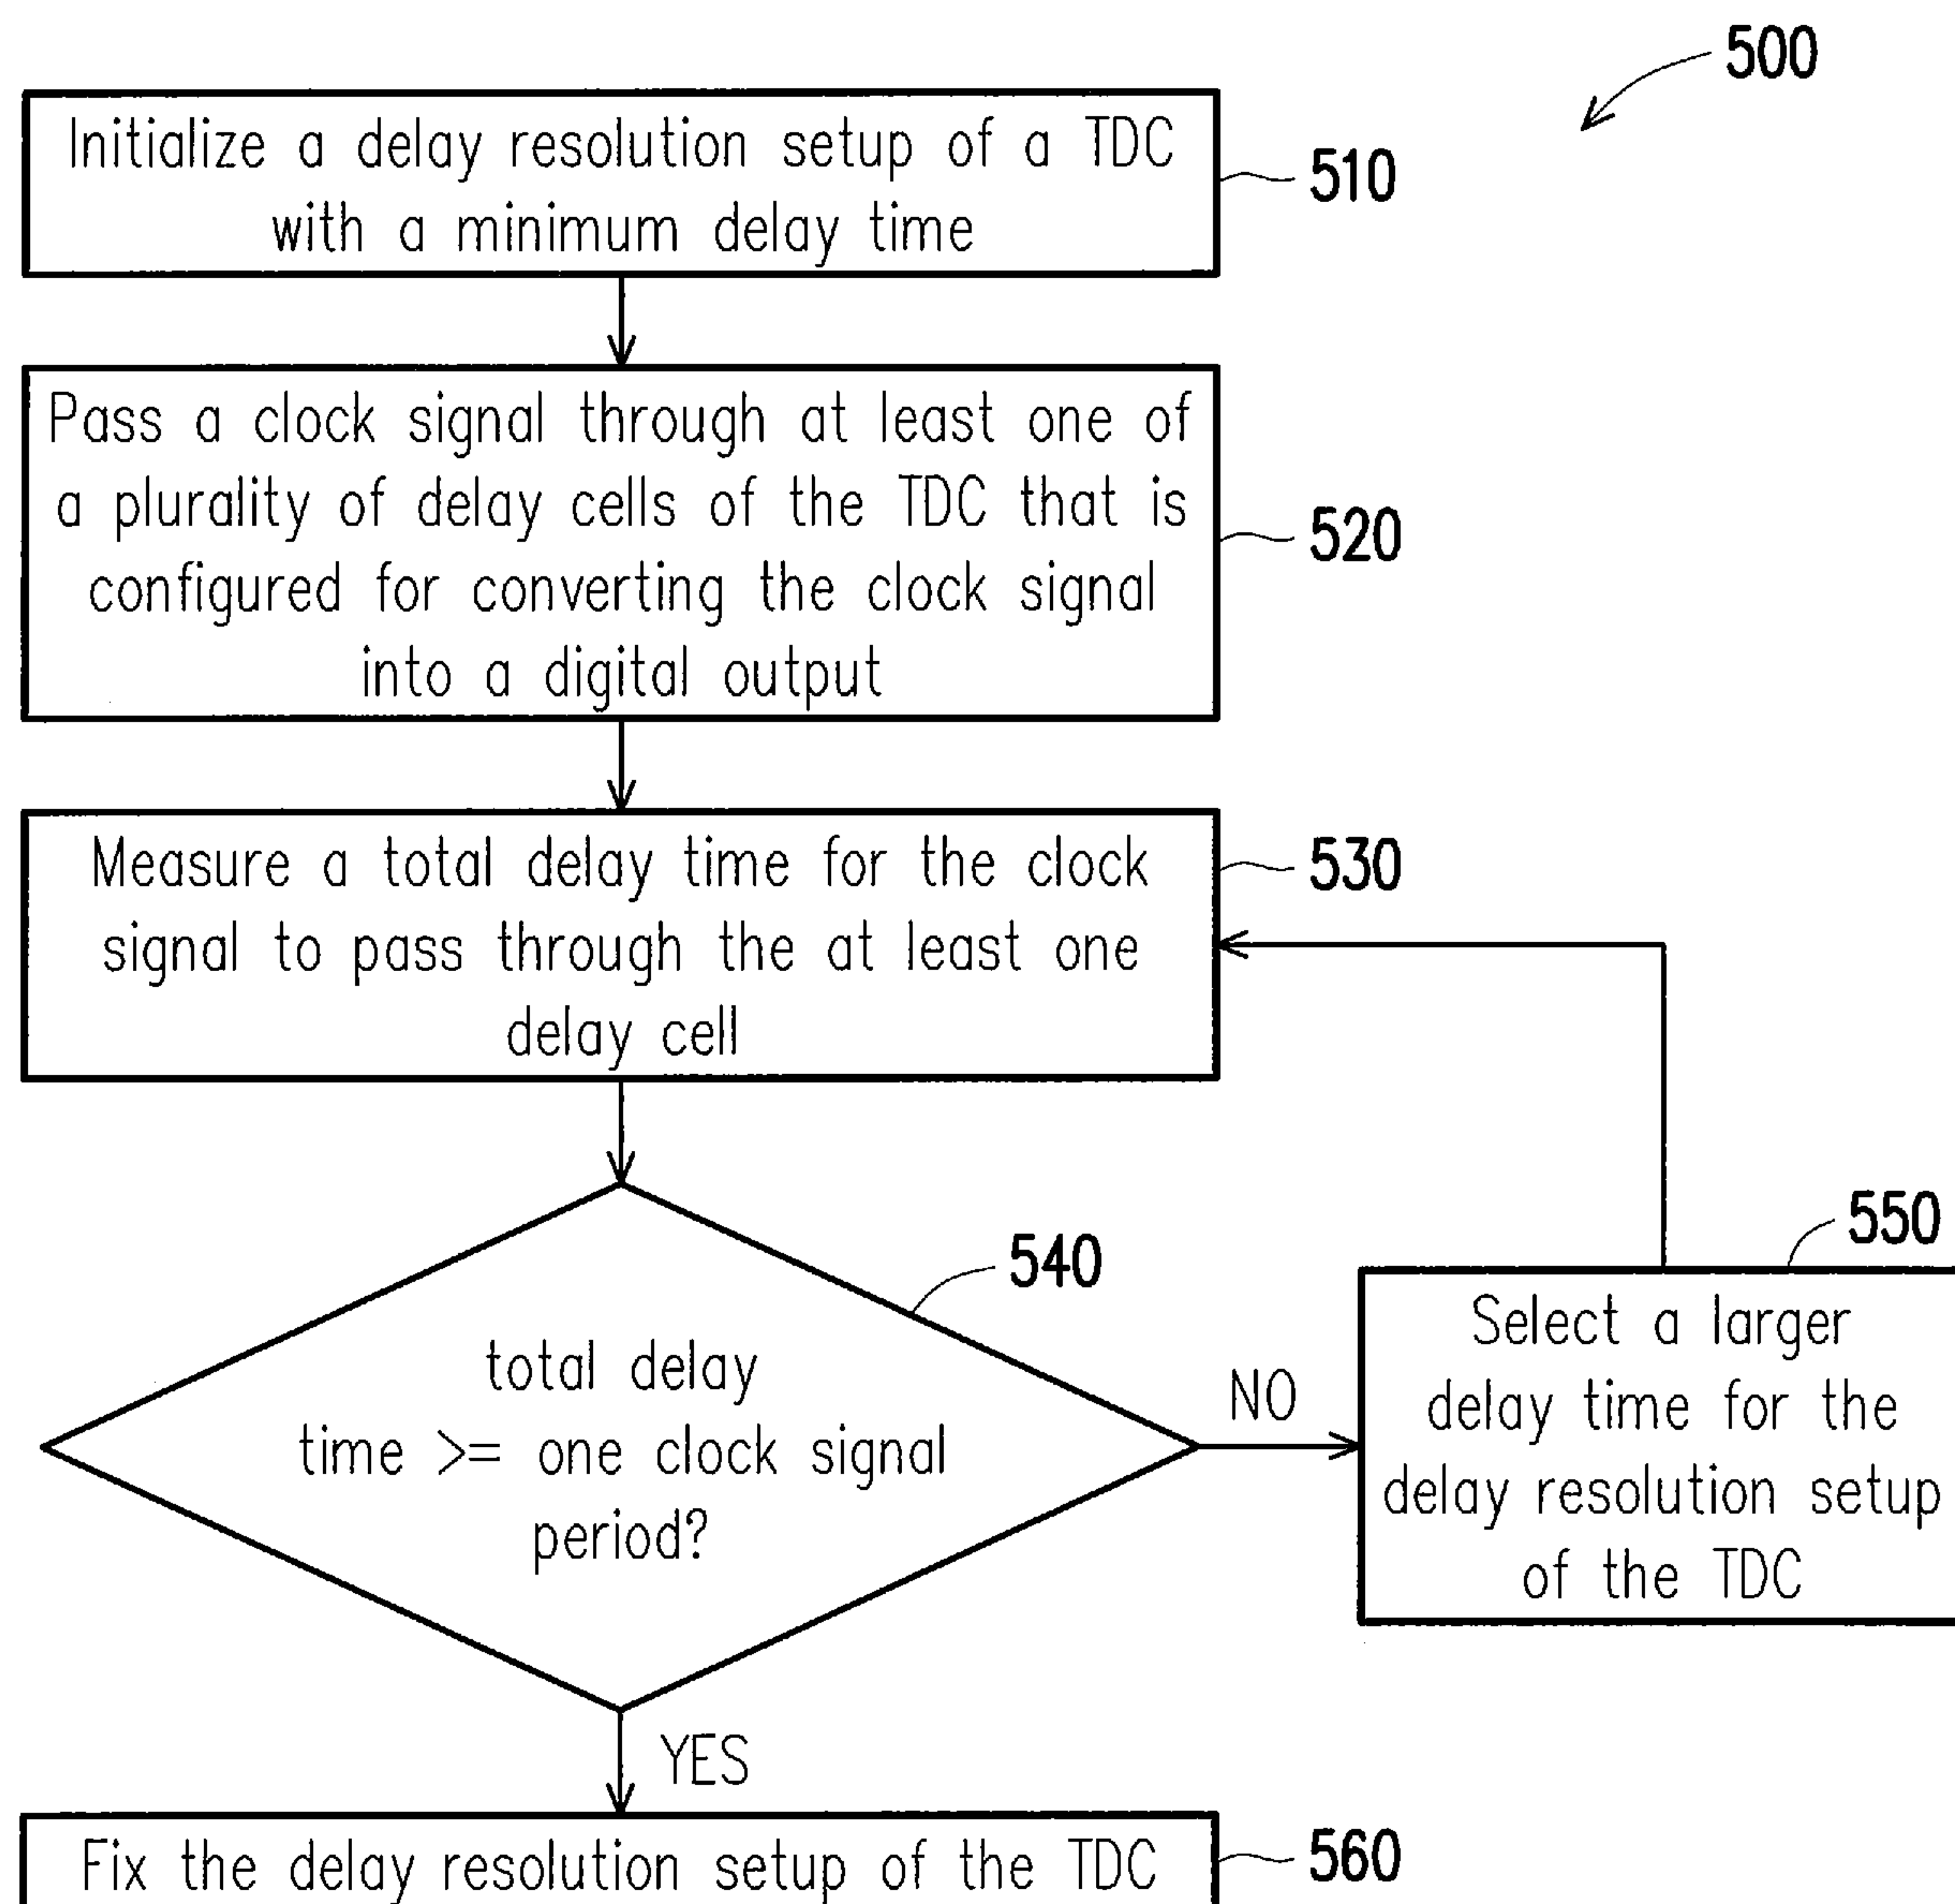 500
Initialize a delay resolution setup of a TDC
with a minimum delay time
510
Pass a clock signal through at least one of
a plurality of delay cells of the TDC that is
configured for converting the clock signal
into a digital output
520
Measure a total delay time for the clock
signal to pass through the at least one
delay cell
530
total delay
time >= one clock signal
period?
540
NO
Select a larger
delay time for the
delay resolution setup
of the TDC
550
YES
Fix the delay resolution setup of the TDC
560